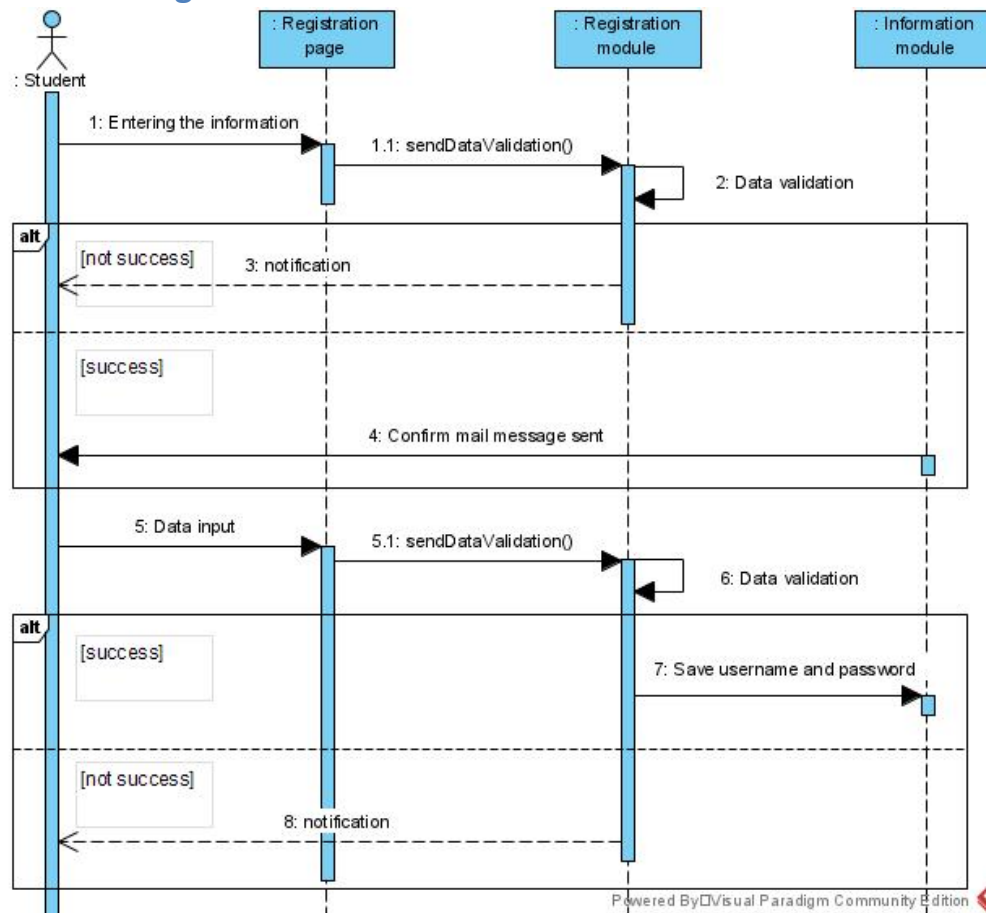 : Student
: Registration
page
: Registration
module
: Information
module
1: Entering the information
1.1: sendDataValidation()
2: Data validation
alt
[not success]
3: notification
[success]
4: Confirm mail message sent
5: Data input
5.1: sendDataValidation()
6: Data validation
alt
[success]
7: Save username and password
[not success]
8: notification
Powered By□Visual Paradigm Community Edition